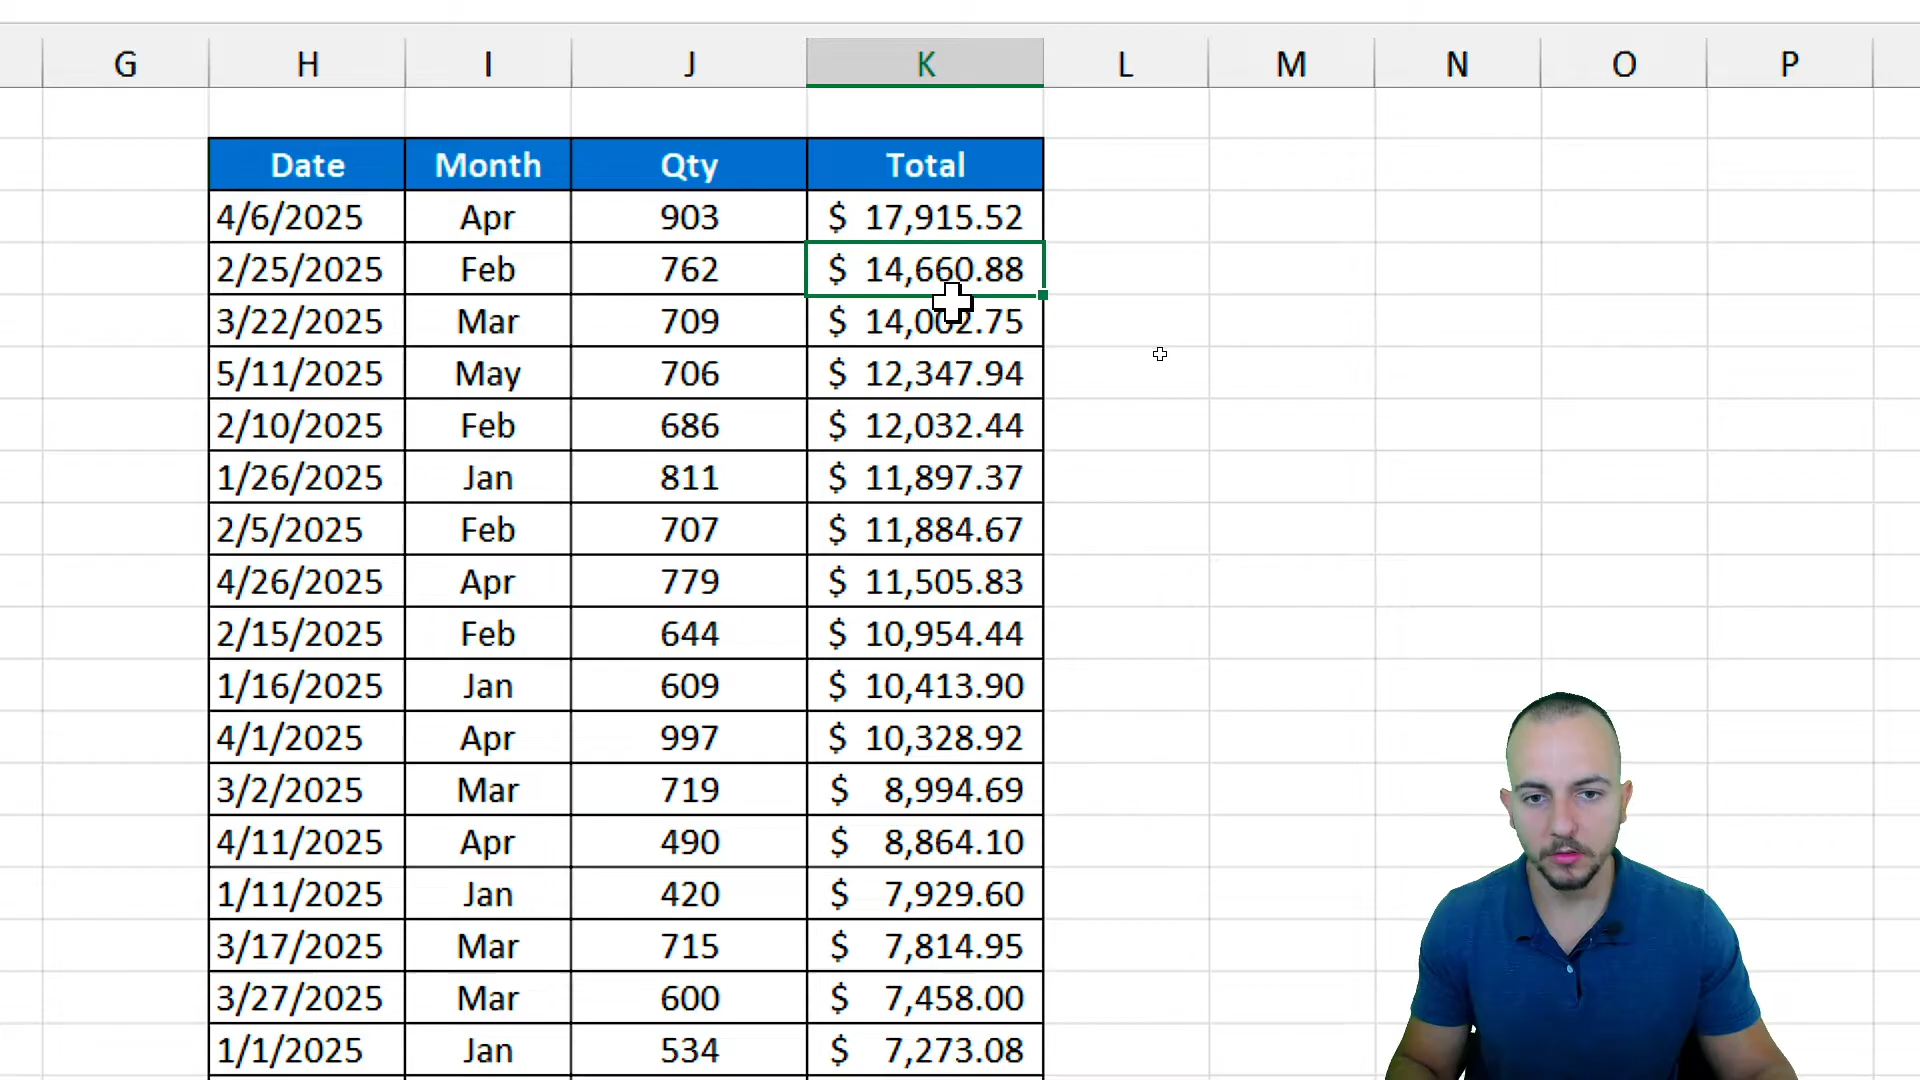 G H I J K L M N O P
Date Month Qty Total
4/6/2025 Apr 903 $ 17,915.52
2/25/2025 Feb 762 $ 14,660.88
3/22/2025 Mar 709 $ 14,002.75
5/11/2025 May 706 $ 12,347.94
2/10/2025 Feb 686 $ 12,032.44
1/26/2025 Jan 811 $ 11,897.37
2/5/2025 Feb 707 $ 11,884.67
4/26/2025 Apr 779 $ 11,505.83
2/15/2025 Feb 644 $ 10,954.44
1/16/2025 Jan 609 $ 10,413.90
4/1/2025 Apr 997 $ 10,328.92
3/2/2025 Mar 719 $ 8,994.69
4/11/2025 Apr 490 $ 8,864.10
1/11/2025 Jan 420 $ 7,929.60
3/17/2025 Mar 715 $ 7,814.95
3/27/2025 Mar 600 $ 7,458.00
1/1/2025 Jan 534 $ 7,273.08